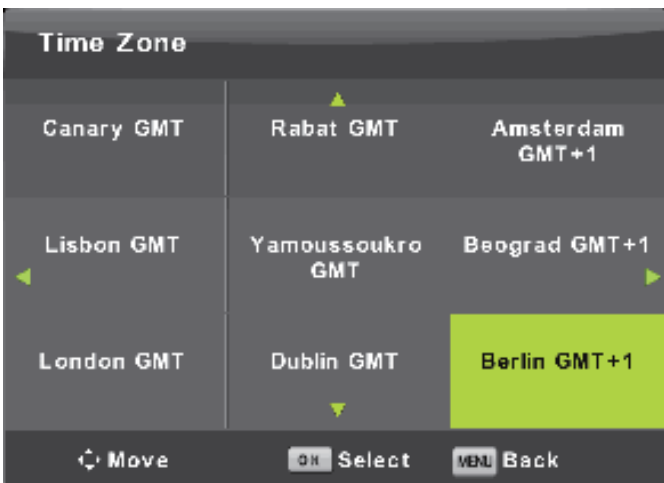 Time Zone
Canary GMT
Rabat GMT
Amsterdam
GMT+1
Lisbon GMT
Yamoussoukro
GMT
Beograd GMT+1
London GMT
Dublin GMT
Berlin GMT+1
Move
OK Select
MENU Back